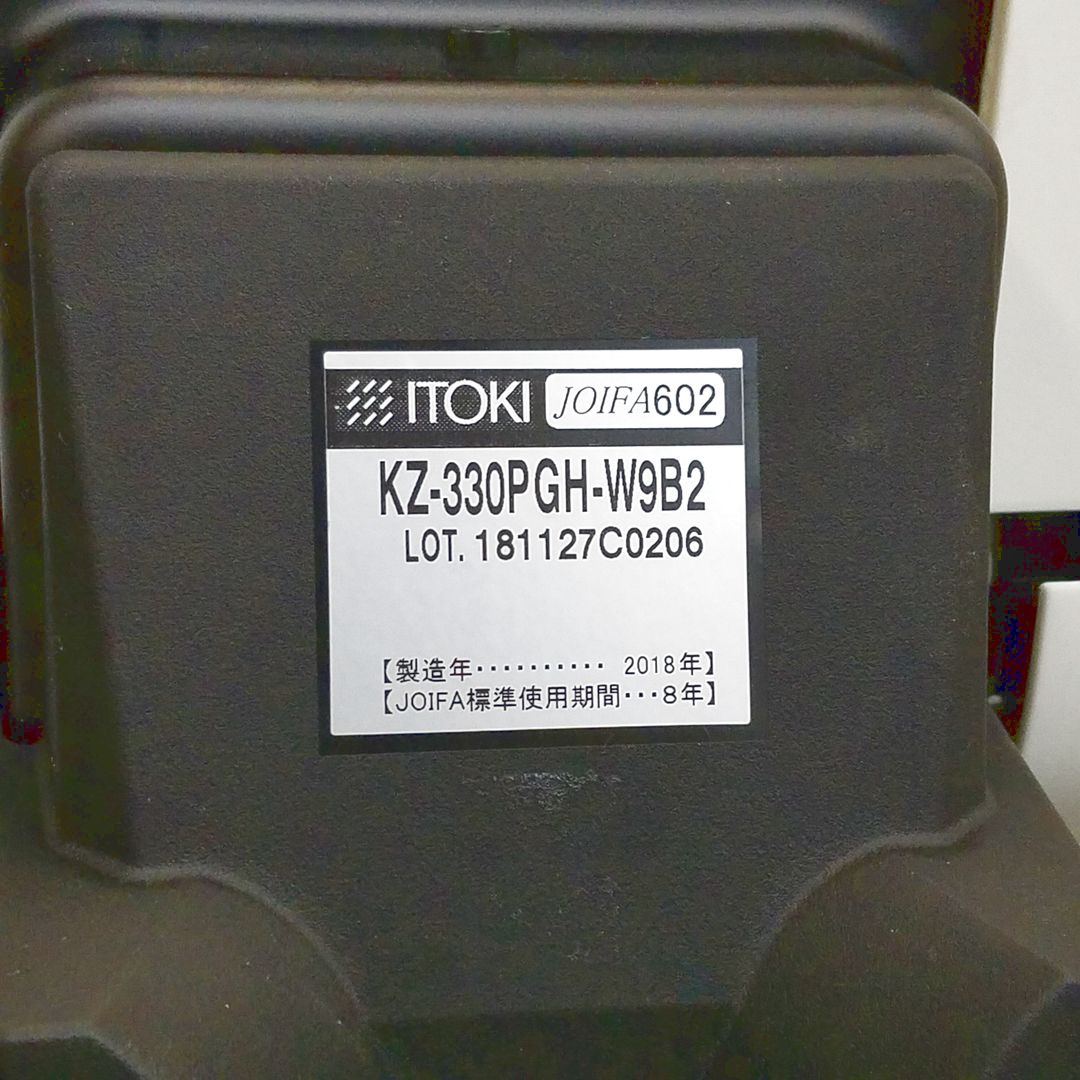 ITOKI JOIFA602
KZ-330PGH-W9B2
LOT. 181127C0206
【製造年·········· 2018年】
【JOIFA標準使用期間···8年】